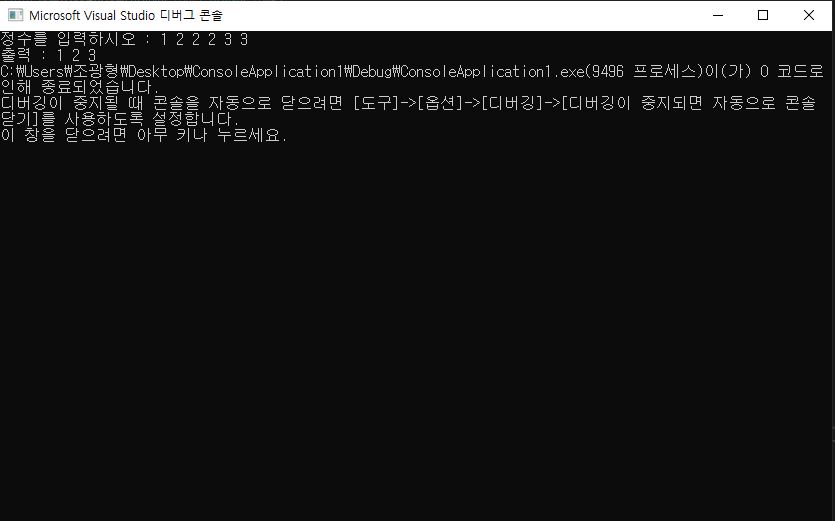 Microsoft Visual Studio 디버그 콘솔
정수를 입력하시오 : 1 2 2 2 3 3
출력 : 1 2 3
C:₩Users₩조광형₩Desktop₩ConsoleApplication1₩Debug₩ConsoleApplication1.exe(9496 프로세스)이(가) 0 코드로
인해 종료되었습니다.
디버깅이 중지될 때 콘솔을 자동으로 닫으려면 [도구]->[옵션]->[디버깅]->[디버깅이 중지되면 자동으로 콘솔
닫기]를 사용하도록 설정합니다.
이 창을 닫으려면 아무 키나 누르세요.